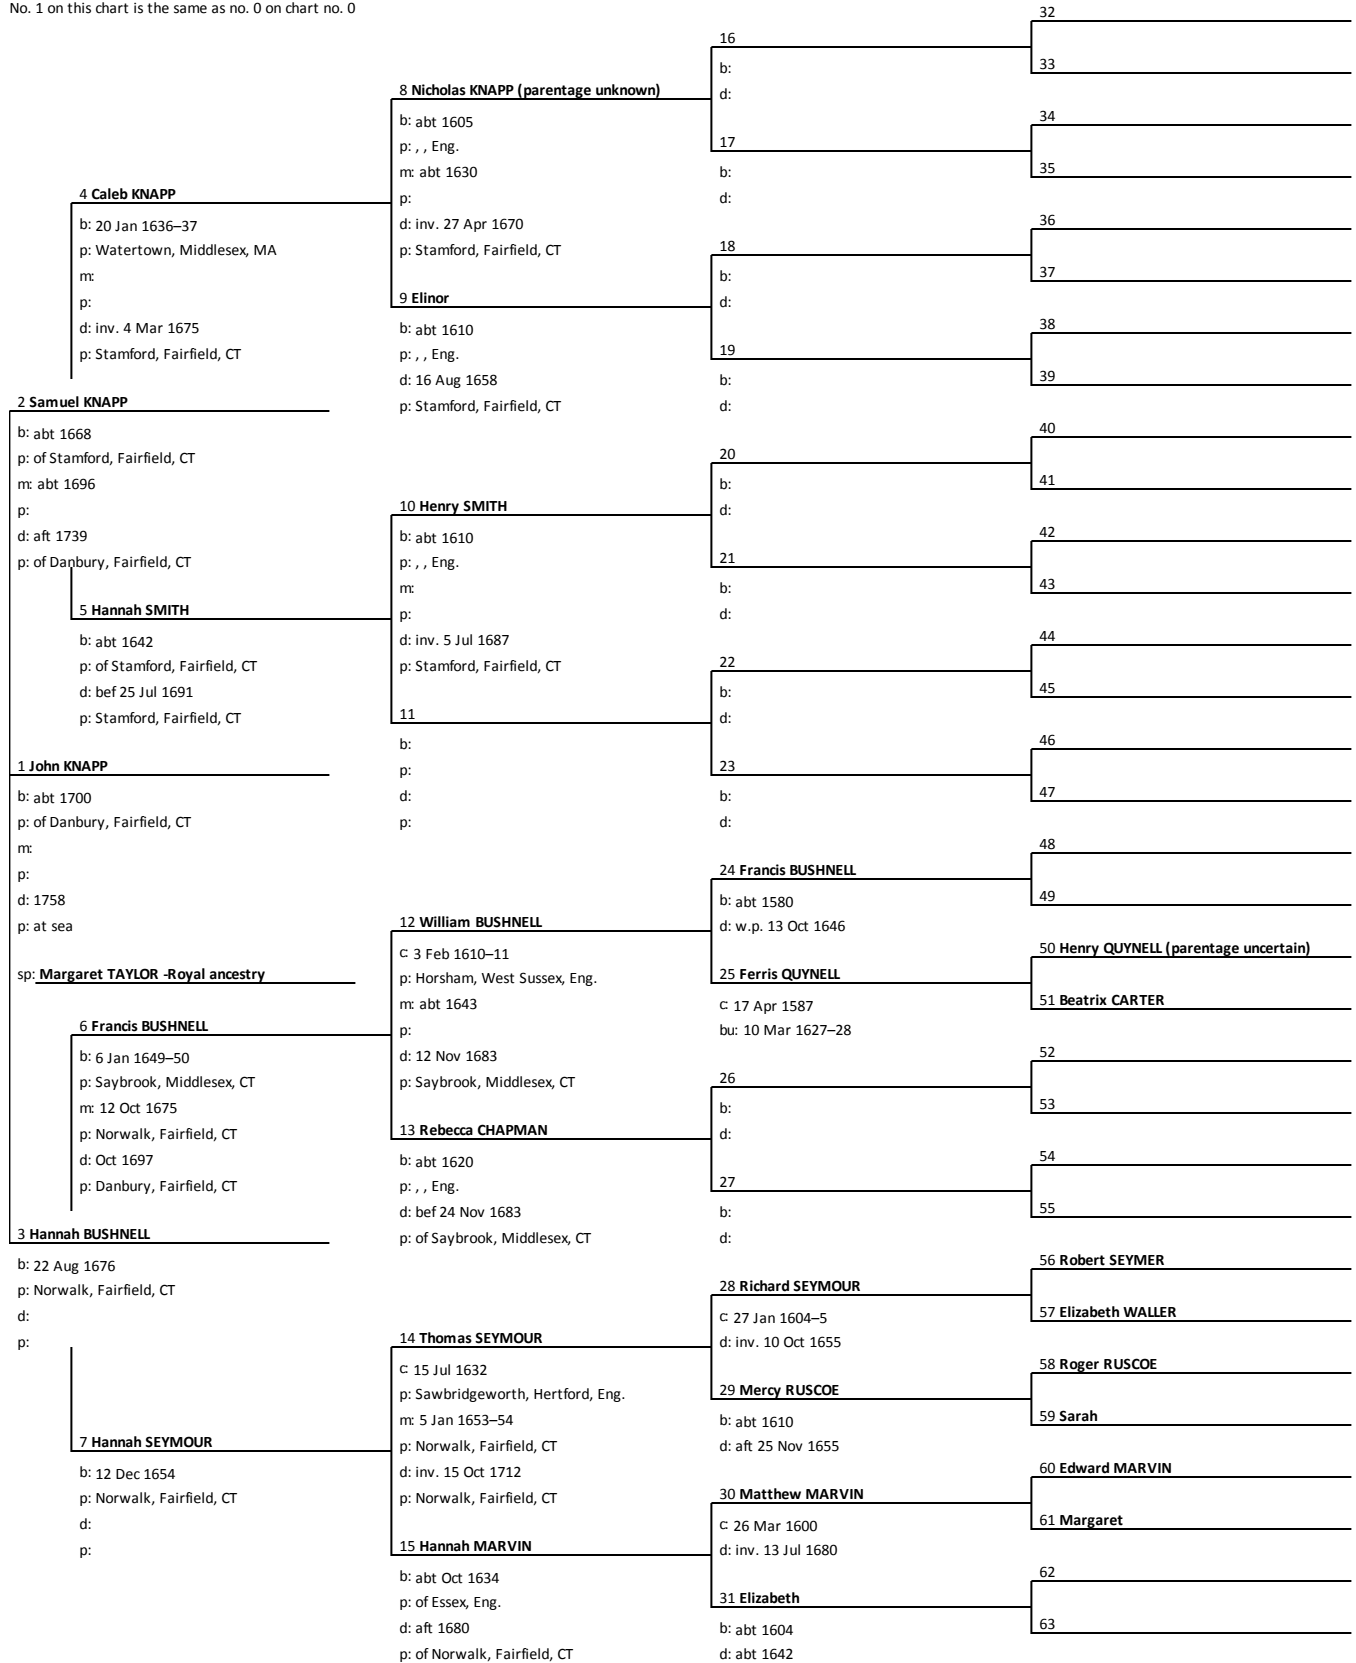 No. 1 on this chart is the same as no. 0 on chart no. 0
2 Samuel KNAPP
b: abt 1668
p: of Stamford, Fairfield, CT
m: abt 1696
p:
d: aft 1739
p: of Danbury, Fairfield, CT
1 John KNAPP
b: abt 1700
p: of Danbury, Fairfield, CT
m:
p:
d: 1758
p: at sea
sp: Margaret TAYLOR -Royal ancestry
3 Hannah BUSHNELL
b: 22 Aug 1676
p: Norwalk, Fairfield, CT
d:
p:
4 Caleb KNAPP
b: 20 Jan 1636–37
p: Watertown, Middlesex, MA
m:
p:
d: inv. 4 Mar 1675
p: Stamford, Fairfield, CT
5 Hannah SMITH
b: abt 1642
p: of Stamford, Fairfield, CT
d: bef 25 Jul 1691
p: Stamford, Fairfield, CT
6 Francis BUSHNELL
b: 6 Jan 1649–50
p: Saybrook, Middlesex, CT
m: 12 Oct 1675
p: Norwalk, Fairfield, CT
d: Oct 1697
p: Danbury, Fairfield, CT
7 Hannah SEYMOUR
b: 12 Dec 1654
p: Norwalk, Fairfield, CT
d:
p:
8 Nicholas KNAPP (parentage unknown)
b: abt 1605
p: , , Eng.
m: abt 1630
p:
d: inv. 27 Apr 1670
p: Stamford, Fairfield, CT
9 Elinor
b: abt 1610
p: , , Eng.
d: 16 Aug 1658
p: Stamford, Fairfield, CT
10 Henry SMITH
b: abt 1610
p: , , Eng.
m:
p:
d: inv. 5 Jul 1687
p: Stamford, Fairfield, CT
11
b:
p:
d:
p:
12 William BUSHNELL
c: 3 Feb 1610–11
p: Horsham, West Sussex, Eng.
m: abt 1643
p:
d: 12 Nov 1683
p: Saybrook, Middlesex, CT
13 Rebecca CHAPMAN
b: abt 1620
p: , , Eng.
d: bef 24 Nov 1683
p: of Saybrook, Middlesex, CT
14 Thomas SEYMOUR
c: 15 Jul 1632
p: Sawbridgeworth, Hertford, Eng.
m: 5 Jan 1653–54
p: Norwalk, Fairfield, CT
d: inv. 15 Oct 1712
p: Norwalk, Fairfield, CT
15 Hannah MARVIN
b: abt Oct 1634
p: of Essex, Eng.
d: aft 1680
p: of Norwalk, Fairfield, CT
16
b:
d:
17
b:
d:
18
b:
d:
19
b:
d:
20
b:
d:
21
b:
d:
22
b:
d:
23
b:
d:
24 Francis BUSHNELL
b: abt 1580
d: w.p. 13 Oct 1646
25 Ferris QUYNELL
c: 17 Apr 1587
bu: 10 Mar 1627–28
26
b:
d:
27
b:
d:
28 Richard SEYMOUR
c: 27 Jan 1604–5
d: inv. 10 Oct 1655
29 Mercy RUSCOE
b: abt 1610
d: aft 25 Nov 1655
30 Matthew MARVIN
c: 26 Mar 1600
d: inv. 13 Jul 1680
31 Elizabeth
b: abt 1604
d: abt 1642
32
33
34
35
36
37
38
39
40
41
42
43
44
45
46
47
48
49
50 Henry QUYNELL (parentage uncertain)
51 Beatrix CARTER
52
53
54
55
56 Robert SEYMER
57 Elizabeth WALLER
58 Roger RUSCOE
59 Sarah
60 Edward MARVIN
61 Margaret
62
63